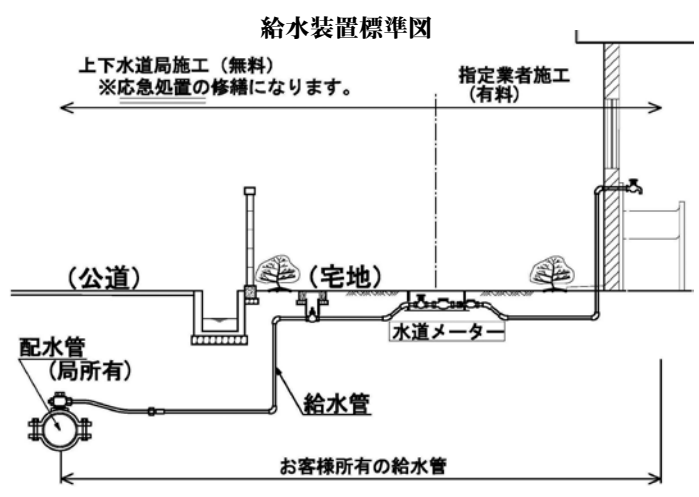 給水装置標準図
上下水道局施工（無料）
※応急処置の修繕になります。
指定業者施工
（有料）
（公道）
（宅地）
水道メーター
配水管
（局所有）
給水管
お客様所有の給水管